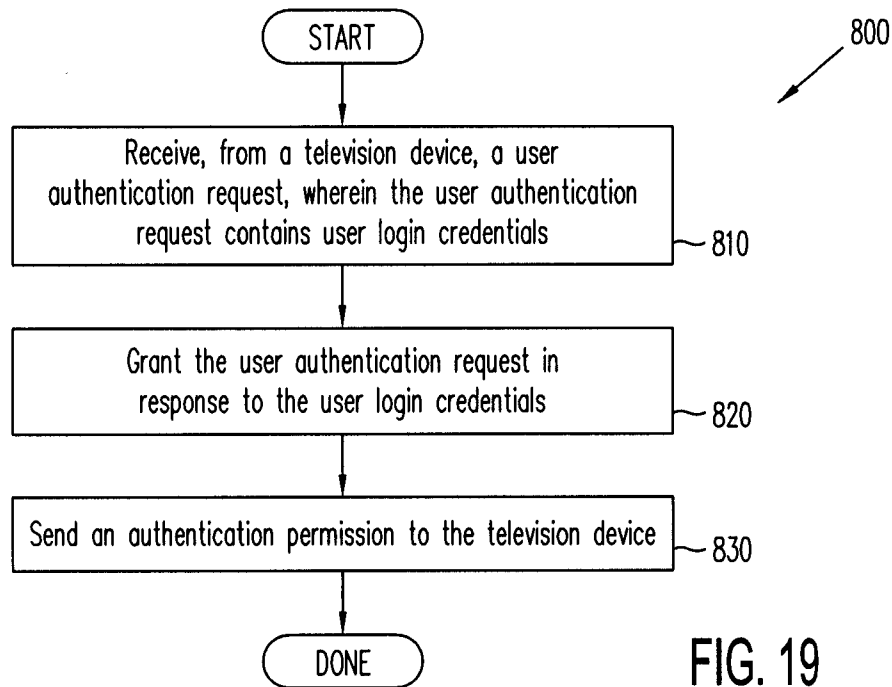 START
800
Receive, from a television device, a user
authentication request, wherein the user authentication
request contains user login credentials
810
Grant the user authentication request in
response to the user login credentials
820
Send an authentication permission to the television device
830
DONE
FIG. 19